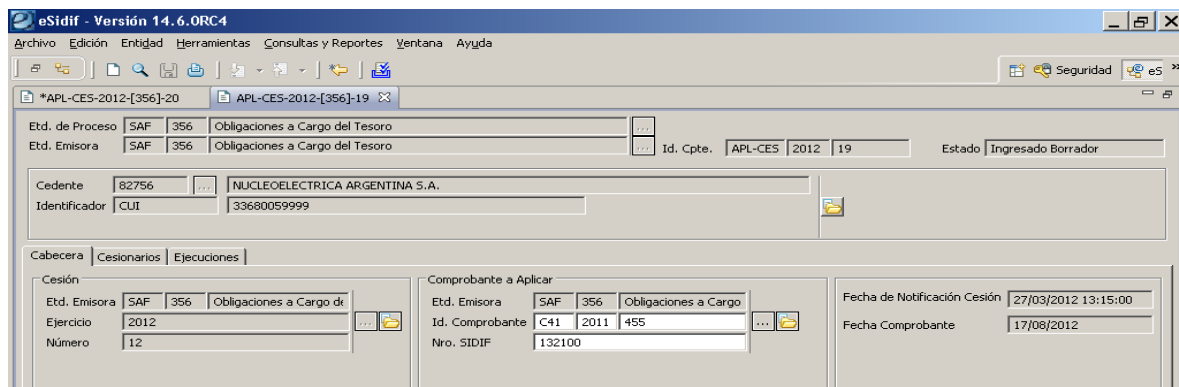 eSidif - Versión 14.6.0RC4
Archivo Edición Entidad Herramientas Consultas y Reportes Ventana Ayuda
Seguridad eS
*APL-CES-2012-[356]-20 APL-CES-2012-[356]-19
Etd. de Proceso SAF 356 Obligaciones a Cargo del Tesoro ...
Etd. Emisora SAF 356 Obligaciones a Cargo del Tesoro ... Id. Cpte. APL-CES 2012 19 Estado Ingresado Borrador
Cedente 82756 ... NUCLEOELECTRICA ARGENTINA S.A.
Identificador CUI 33680059999
Cabecera Cesionarios Ejecuciones
Cesión Comprobante a Aplicar
Etd. Emisora SAF 356 Obligaciones a Cargo de Etd. Emisora SAF 356 Obligaciones a Cargo Fecha de Notificación Cesión 27/03/2012 13:15:00
Ejercicio 2012 ... Id. Comprobante C41 2011 455 ... Fecha Comprobante 17/08/2012
Número 12 Nro. SIDIF 132100